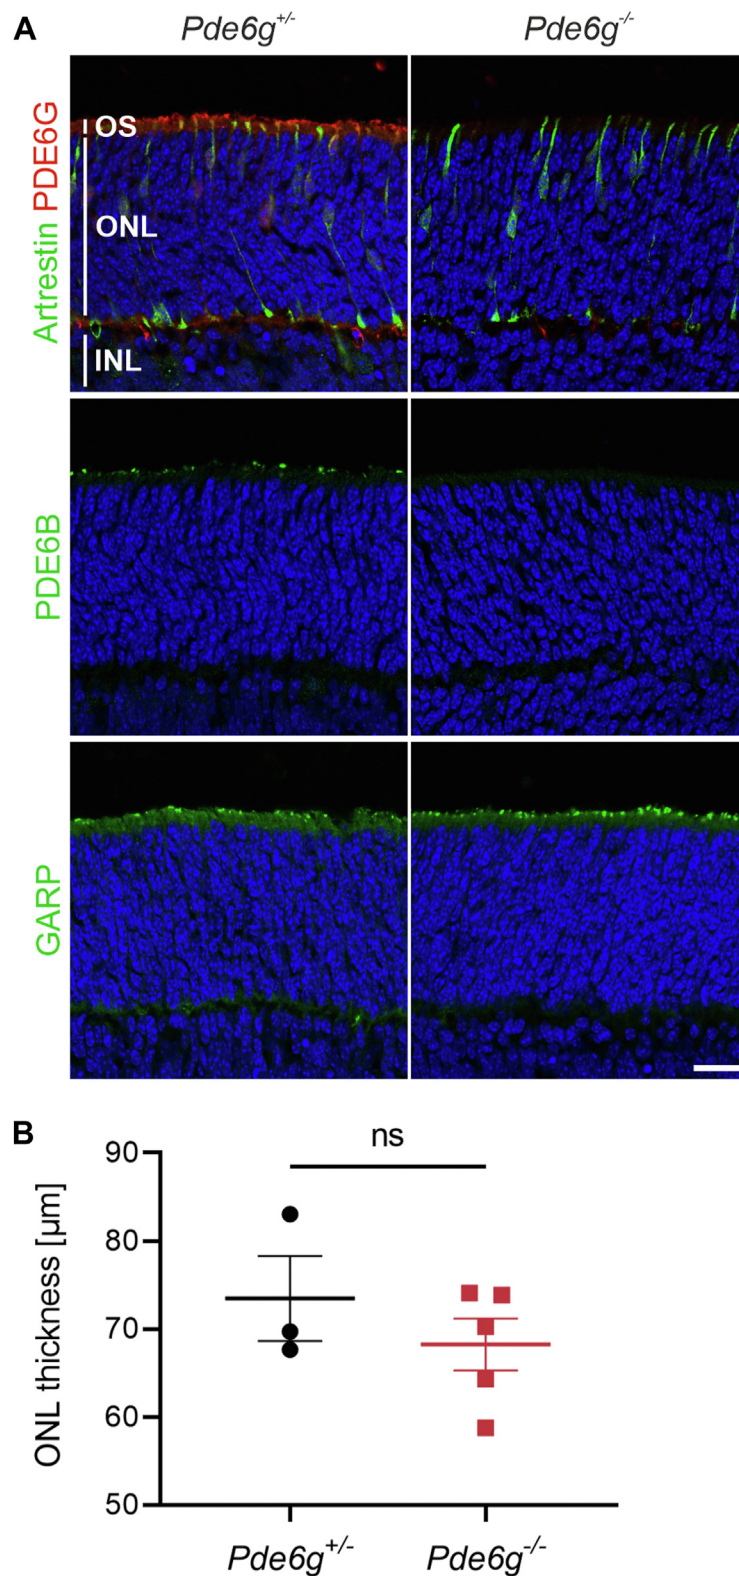 A
Pde6g+/-
Pde6g-/-
Artrestin PDE6G
OS
ONL
INL
PDE6B
GARP
B
ns
ONL thickness [µm]
90
80
70
60
50
Pde6g+/-
Pde6g-/-